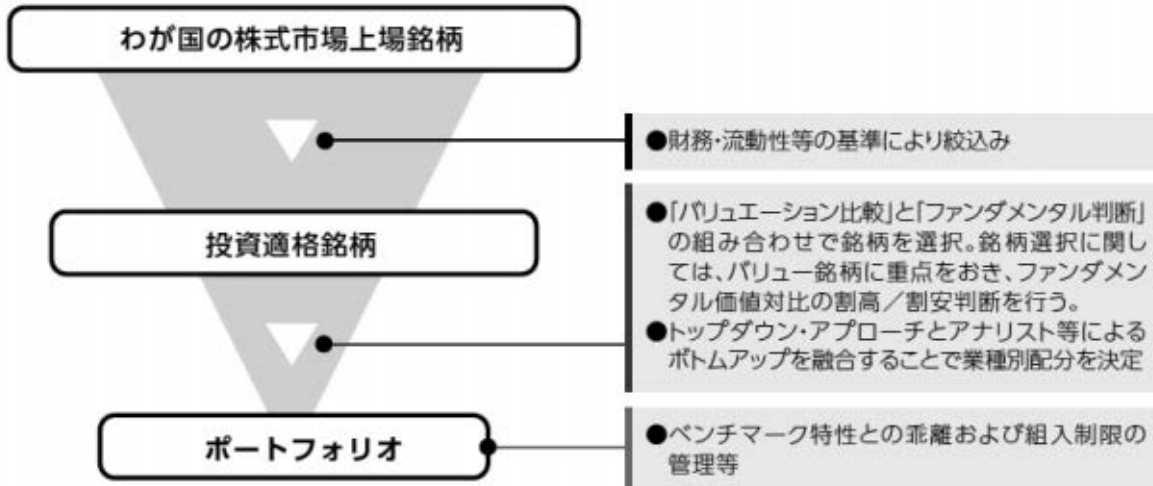 わが国の株式市場上場銘柄
●財務・流動性等の基準により絞込み
投資適格銘柄
●「バリュエーション比較」と「ファンダメンタル判断」
の組み合わせで銘柄を選択。銘柄選択に関し
ては、バリュー銘柄に重点をおき、ファンダメン
タル価値対比の割高／割安判断を行う。
●トップダウン・アプローチとアナリスト等による
ボトムアップを融合することで業種別配分を決定
ポートフォリオ
●ベンチマーク特性との乖離および組入制限の
管理等